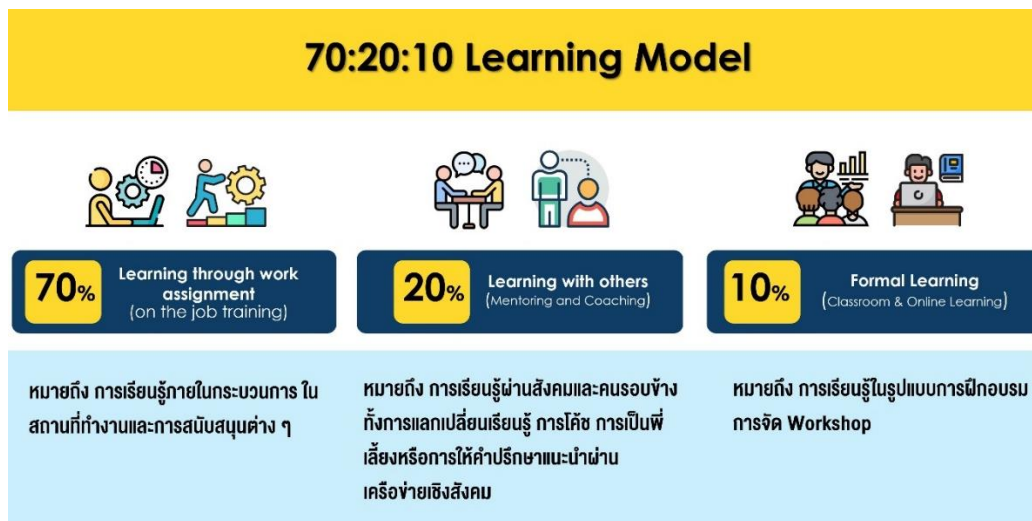 70:20:10 Learning Model
70%
Learning through work
assignment
(on the job training)
20%
Learning with others
(Mentoring and Coaching)
10%
Formal Learning
(Classroom & Online Learning)
หมายถึง การเรียนรู้ภายในกระบวนการ ใน
สถานที่ทำงานและการสนับสนุนต่าง ๆ
หมายถึง การเรียนรู้ผ่านสังคมและคนรอบข้าง
ทั้งการแลกเปลี่ยนเรียนรู้ การโค้ช การเป็นพี่
เลี้ยงหรือการให้คำปรึกษาแนะนำผ่าน
เครือข่ายเชิงสังคม
หมายถึง การเรียนรู้ในรูปแบบการฝึกอบรม
การจัด Workshop